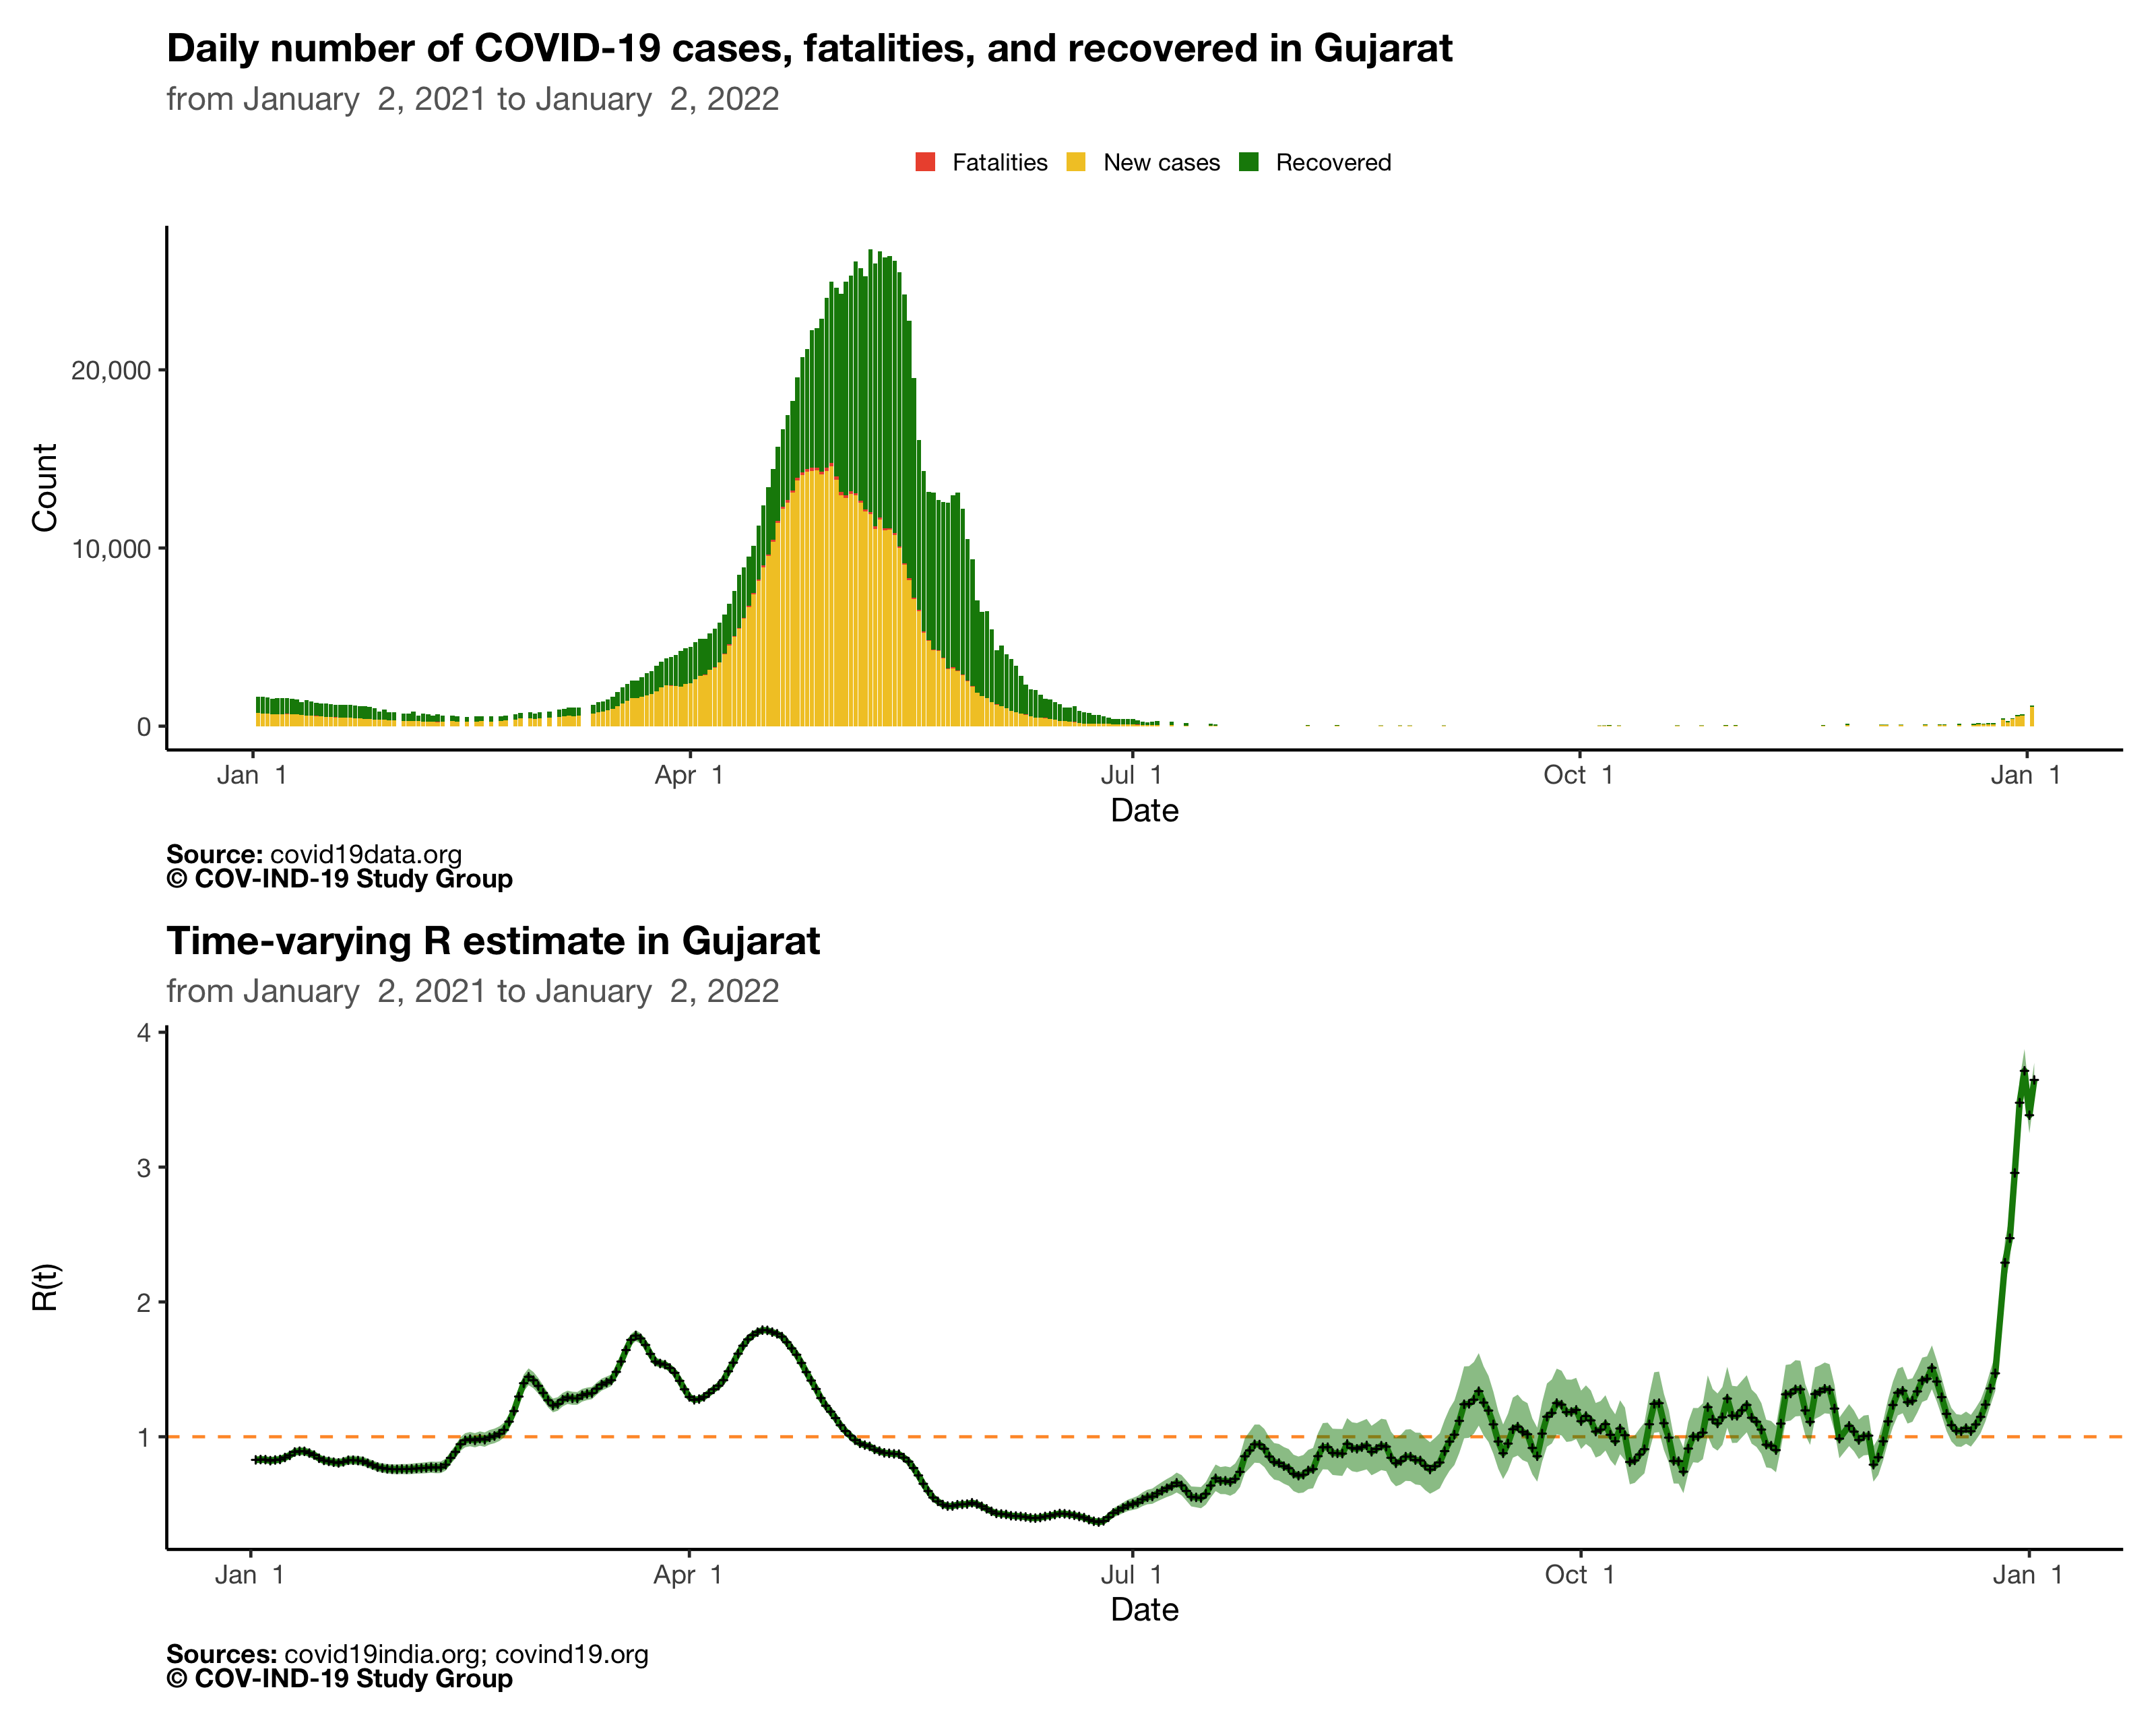 Daily number of COVID-19 cases, fatalities, and recovered in Gujarat
from January  2, 2021 to January  2, 2022
Fatalities New cases Recovered
Count
20,000
10,000
0
Jan  1 Apr  1 Jul  1 Oct  1 Jan  1
Date
Source: covid19data.org
© COV-IND-19 Study Group
Time-varying R estimate in Gujarat
from January  2, 2021 to January  2, 2022
R(t)
4
3
2
1
Jan  1 Apr  1 Jul  1 Oct  1 Jan  1
Date
Sources: covid19india.org; covind19.org
© COV-IND-19 Study Group